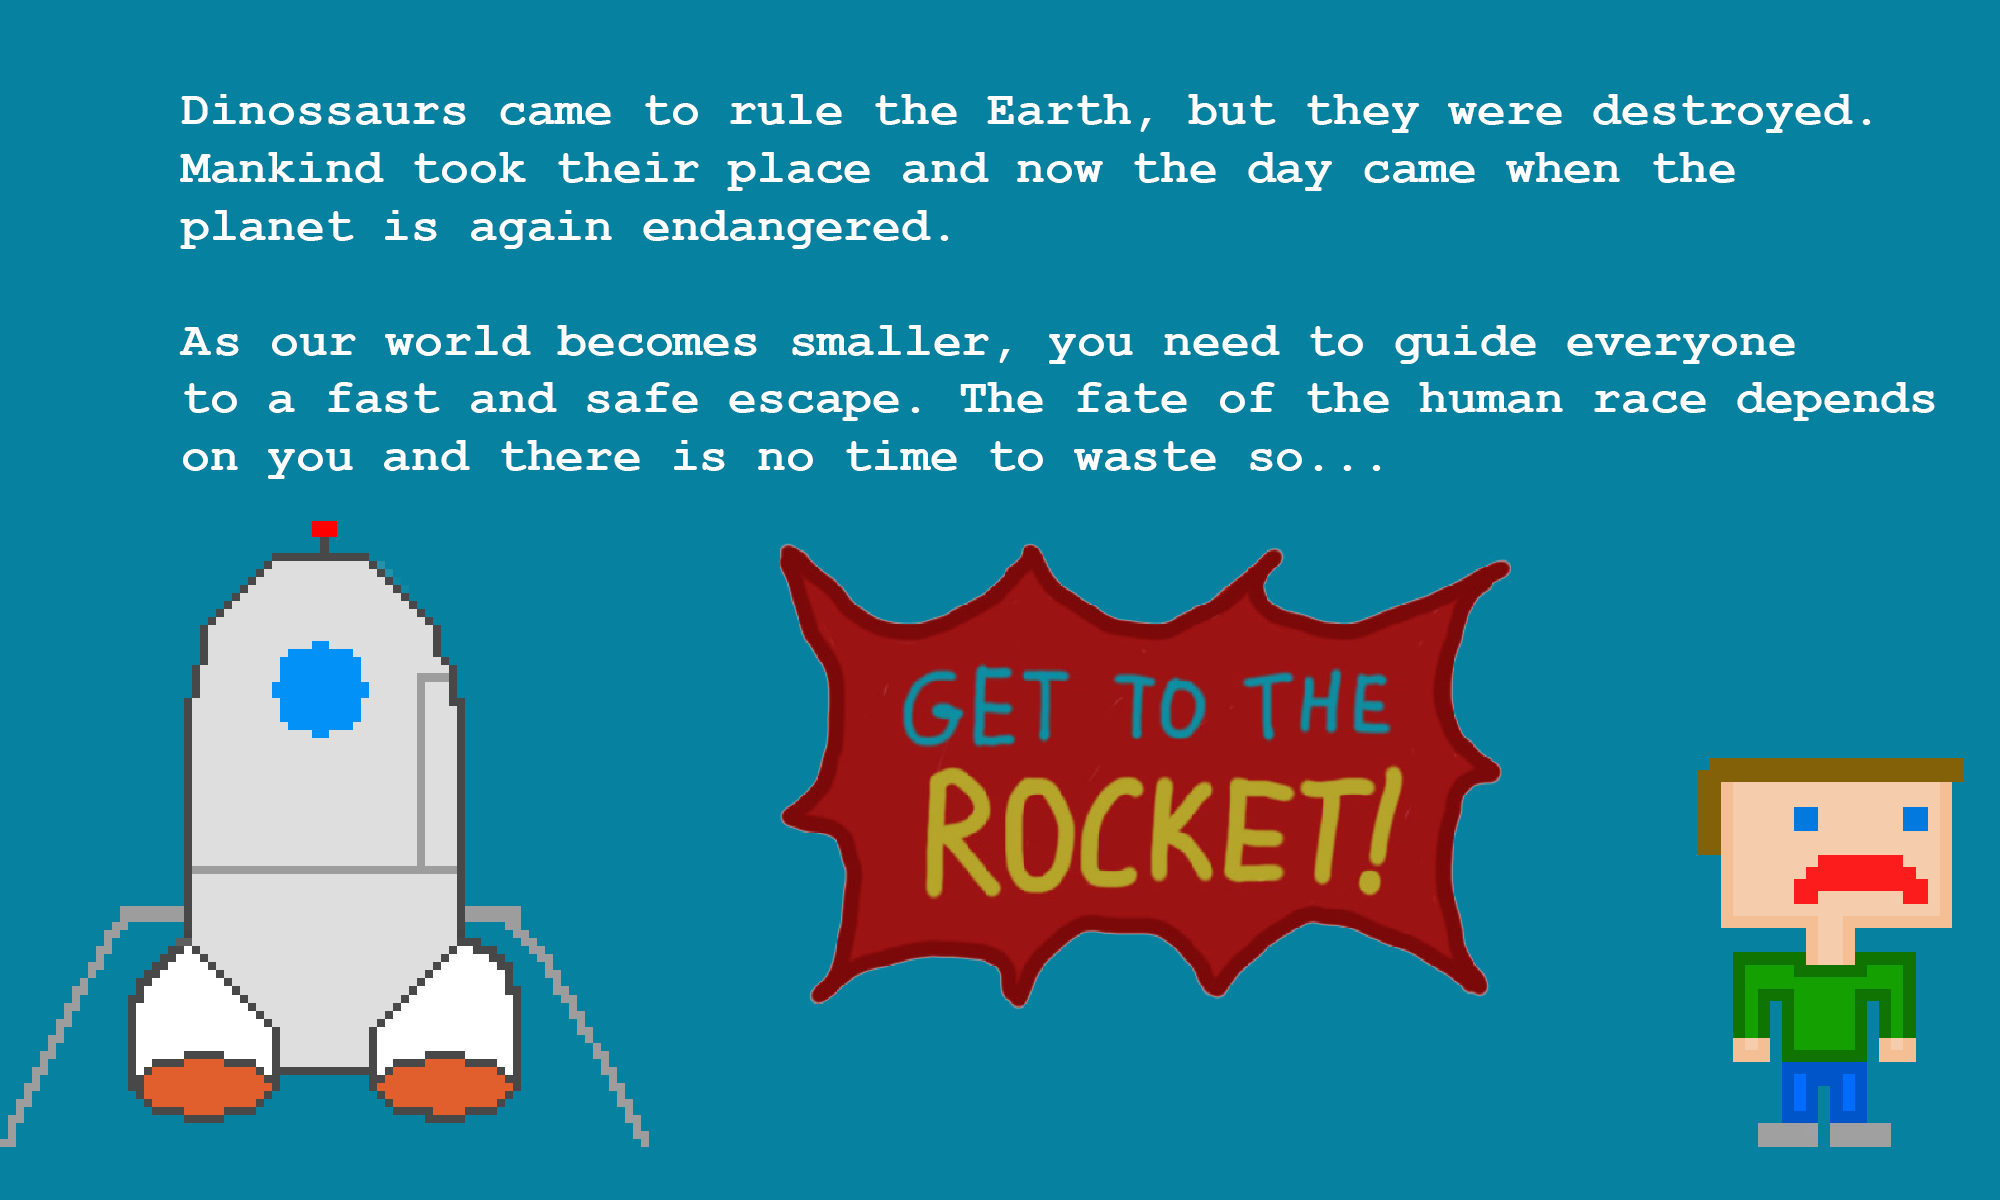 Dinossaurs came to rule the Earth, but they were destroyed.
Mankind took their place and now the day came when the
planet is again endangered.
As our world becomes smaller, you need to guide everyone
to a fast and safe escape. The fate of the human race depends
on you and there is no time to waste so...
GET TO THE
ROCKET!